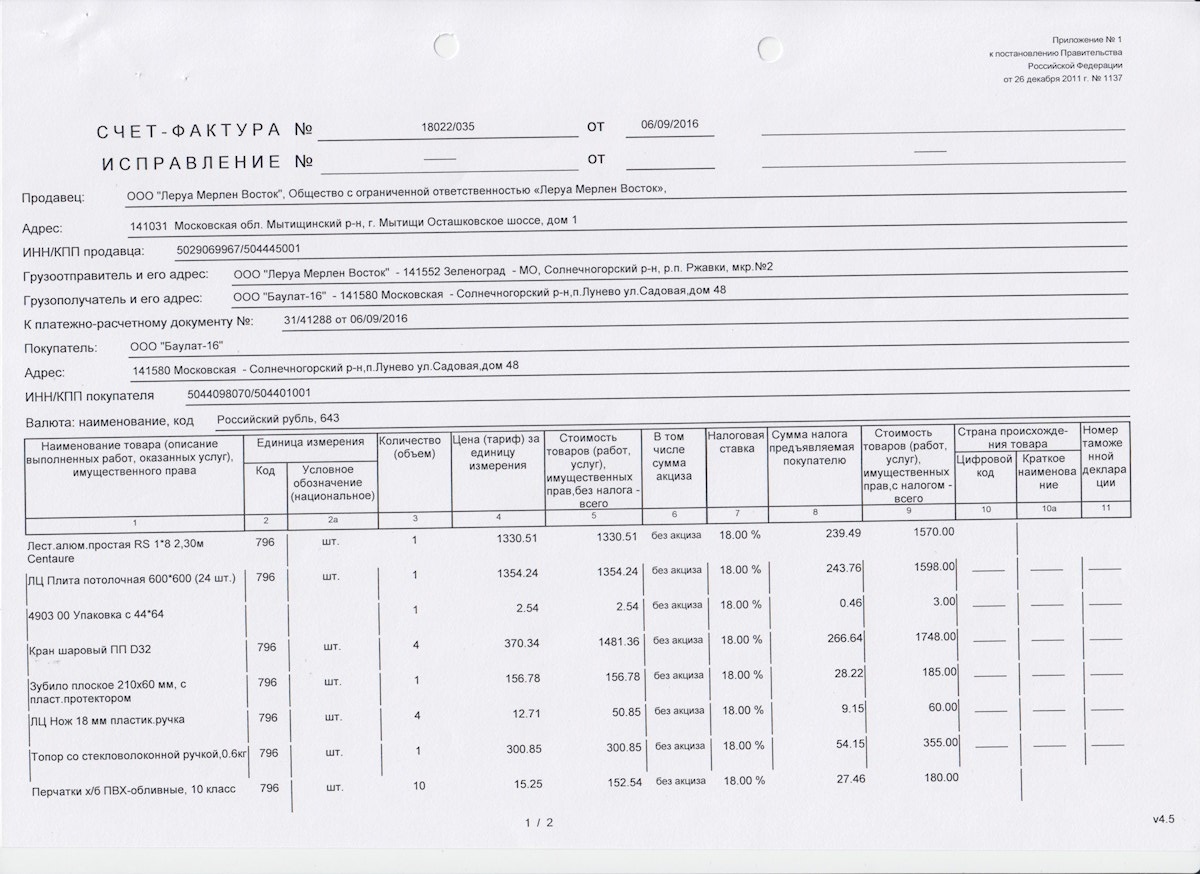 Приложение № 1
к постановлению Правительства
Российской Федерации
от 26 декабря 2011 г. № 1137
СЧЕТ-ФАКТУРА № 18022/035 от 06/09/2016
ИСПРАВЛЕНИЕ № —— от ——
Продавец: ООО "Леруа Мерлен Восток", Общество с ограниченной ответственностью «Леруа Мерлен Восток»,
Адрес: 141031 Московская обл. Мытищинский р-н, г. Мытищи Осташковское шоссе, дом 1
ИНН/КПП продавца: 5029069967/504445001
Грузоотправитель и его адрес: ООО "Леруа Мерлен Восток" - 141552 Зеленоград - МО, Солнечногорский р-н, р.п. Ржавки, мкр.№2
Грузополучатель и его адрес: ООО "Баулат-16" - 141580 Московская - Солнечногорский р-н,п.Лунево ул.Садовая,дом 48
К платежно-расчетному документу №: 31/41288 от 06/09/2016
Покупатель: ООО "Баулат-16"
Адрес: 141580 Московская - Солнечногорский р-н,п.Лунево ул.Садовая,дом 48
ИНН/КПП покупателя 5044098070/504401001
Валюта: наименование, код Российский рубль, 643
Наименование товара (описание
выполненных работ, оказанных услуг),
имущественного права
Единица измерения
Код
Условное
обозначение
(национальное)
Количество
(объем)
Цена (тариф) за
единицу
измерения
Стоимость
товаров (работ,
услуг),
имущественных
прав,без налога -
всего
В том
числе
сумма
акциза
Налоговая
ставка
Сумма налога
предъявляемая
покупателю
Стоимость
товаров (работ,
услуг),
имущественных
прав,с налогом -
всего
Страна происхожде-
ния товара
Цифровой
код
Краткое
наименова
ние
Номер
таможе
нной
деклара
ции
1 2 2а 3 4 5 6 7 8 9 10 10а 11
Лест.алюм.простая RS 1*8 2,30м 796 шт. 1 1330.51 1330.51 без акциза 18.00 % 239.49 1570.00
Centaure
ЛЦ Плита потолочная 600*600 (24 шт.) 796 шт. 1 1354.24 1354.24 без акциза 18.00 % 243.76 1598.00 —— —— ——
4903 00 Упаковка с 44*64 1 2.54 2.54 без акциза 18.00 % 0.46 3.00 —— —— ——
Кран шаровый ПП D32 796 шт. 4 370.34 1481.36 без акциза 18.00 % 266.64 1748.00 —— —— ——
Зубило плоское 210х60 мм, с 796 шт. 1 156.78 156.78 без акциза 18.00 % 28.22 185.00 —— —— ——
пласт.протектором
ЛЦ Нож 18 мм пластик.ручка 796 шт. 4 12.71 50.85 без акциза 18.00 % 9.15 60.00 —— —— ——
Топор со стекловолоконной ручкой,0.6кг 796 шт. 1 300.85 300.85 без акциза 18.00 % 54.15 355.00 —— —— ——
Перчатки х/б ПВХ-обливные, 10 класс 796 шт. 10 15.25 152.54 без акциза 18.00 % 27.46 180.00
1 / 2
v4.5